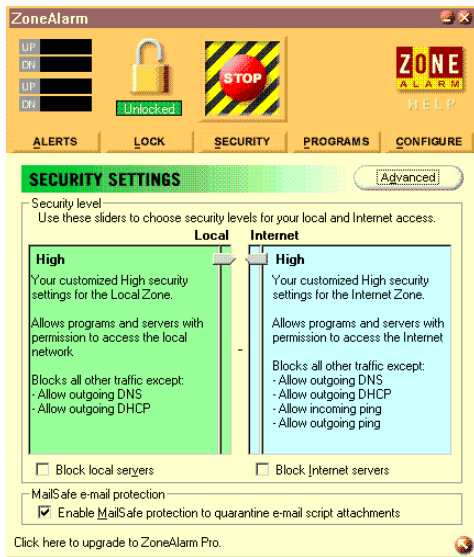 ZoneAlarm
UP
DN
UP
DN
Unlocked
STOP
ZONE
ALARM
HELP
ALERTS LOCK SECURITY PROGRAMS CONFIGURE
SECURITY SETTINGS
Advanced
Security level
Use these sliders to choose security levels for your local and Internet access.
Local Internet
High
Your customized High security
settings for the Local Zone.
Allows programs and servers with
permission to access the local
network
Blocks all other traffic except:
- Allow outgoing DNS
- Allow outgoing DHCP
-
High
Your customized High security
settings for the Internet Zone.
Allows programs and servers with
permission to access the Internet
Blocks all other traffic except:
- Allow outgoing DNS
- Allow outgoing DHCP
- Allow incoming ping
- Allow outgoing ping
Block local servers
Block Internet servers
MailSafe e-mail protection
Enable MailSafe protection to quarantine e-mail script attachments
Click here to upgrade to ZoneAlarm Pro.